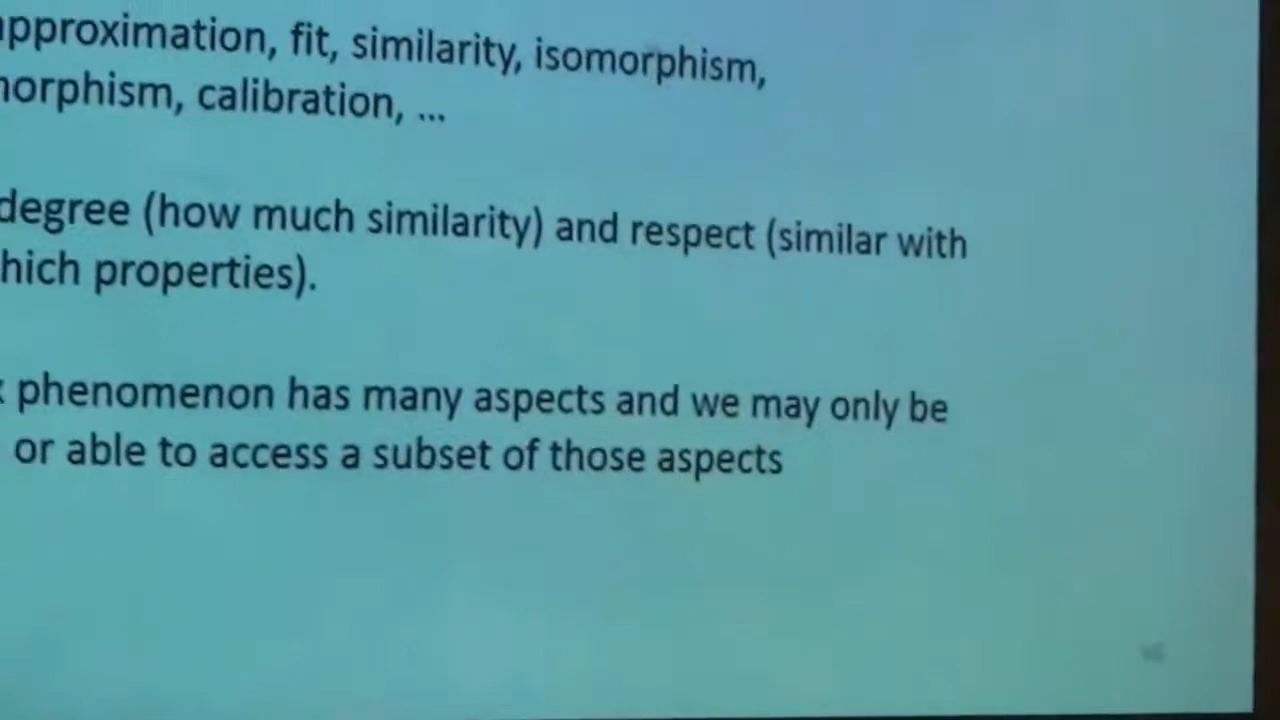 approximation, fit, similarity, isomorphism,
morphism, calibration, ...
degree (how much similarity) and respect (similar with
hich properties).
phenomenon has many aspects and we may only be
or able to access a subset of those aspects